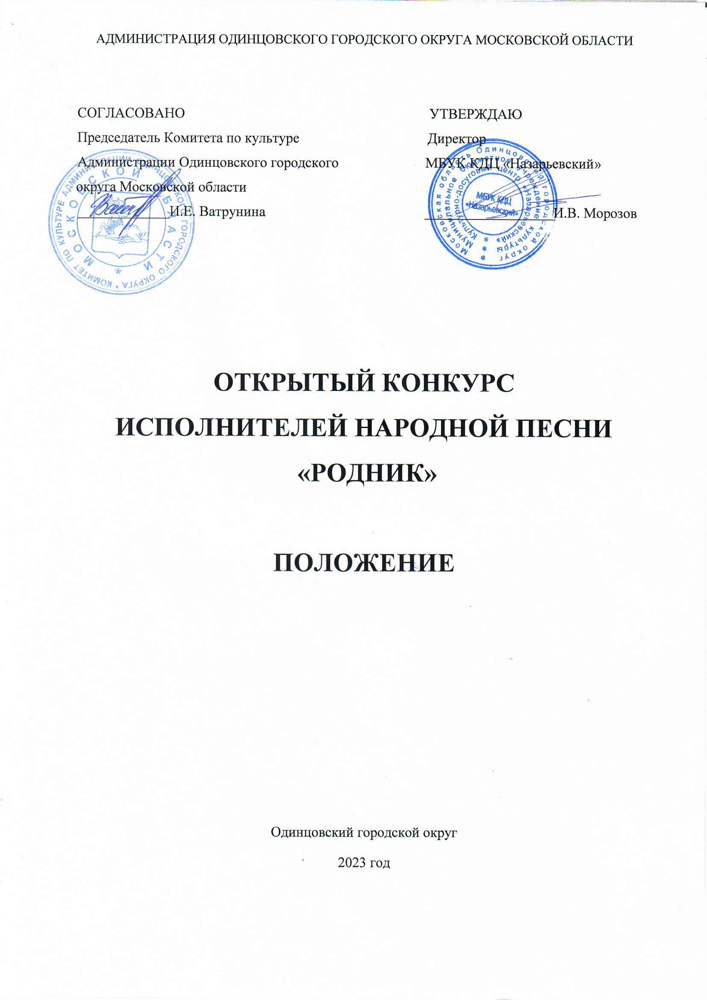 АДМИНИСТРАЦИЯ ОДИНЦОВСКОГО ГОРОДСКОГО ОКРУГА МОСКОВСКОЙ ОБЛАСТИ
СОГЛАСОВАНО
Председатель Комитета по культуре
Администрации Одинцовского городского
округа Московской области
И.Е. Ватрунина
КОМИТЕТ ПО КУЛЬТУРЕ АДМИНИСТРАЦИИ ОДИНЦОВСКОГО ГОРОДСКОГО ОКРУГА *
МОСКОВСКОЙ ОБЛАСТИ *
УТВЕРЖДАЮ
Директор
МБУК КДЦ «Назарьевский»
И.В. Морозов
Московская область Одинцовский городской округ *
Муниципальное бюджетное учреждение культуры *
Культурно-досуговый центр «Назарьевский» *
МБУК КДЦ
«Назарьевский»
ОТКРЫТЫЙ КОНКУРС
ИСПОЛНИТЕЛЕЙ НАРОДНОЙ ПЕСНИ
«РОДНИК»
ПОЛОЖЕНИЕ
Одинцовский городской округ
2023 год